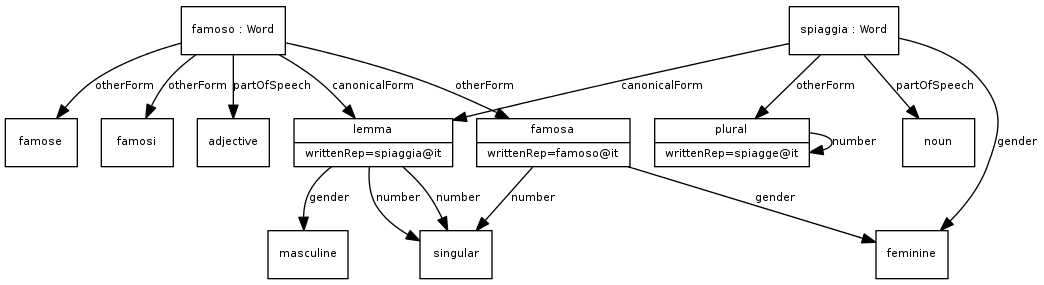 famoso : Word
spiaggia : Word
otherForm
otherForm
partOfSpeech
canonicalForm
otherForm
canonicalForm
otherForm
partOfSpeech
famose
famosi
adjective
lemma
writtenRep=spiaggia@it
famosa
writtenRep=famoso@it
plural
writtenRep=spiagge@it
number
noun
gender
gender
number
number
number
gender
masculine
singular
feminine